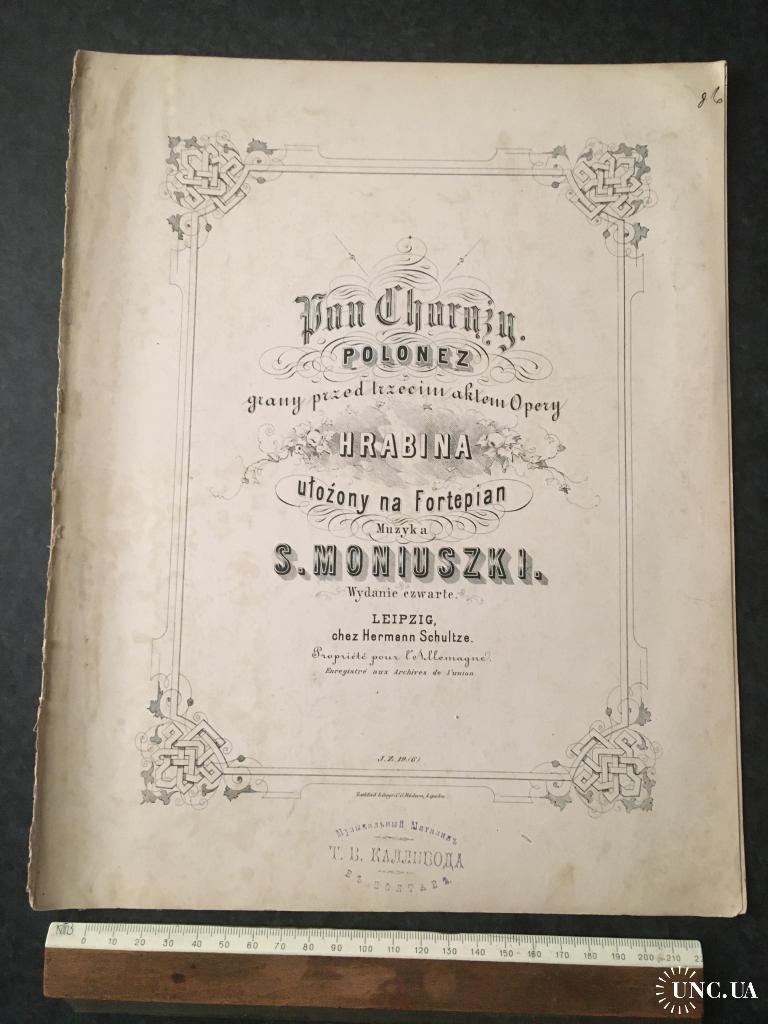 86
Pan Chorąży.
POLONEZ
grany przed trzecim aktem Opery
HRABINA
ułożony na Fortepian
Muzyka
S. MONIUSZKI.
Wydanie czwarte.
LEIPZIG,
chez Hermann Schultze.
Propriété pour l'Allemagne.
Enregistré aux Archives de l'union.
Музыкальный Магазинъ
Т. В. КАЛЛИВОДА
ВЪ ПОЛТАВѢ.
0 10 20 30 40 50 60 70 80 90 100 110 120 130 140 150 160 170 180 190 200 210
UNC.UA